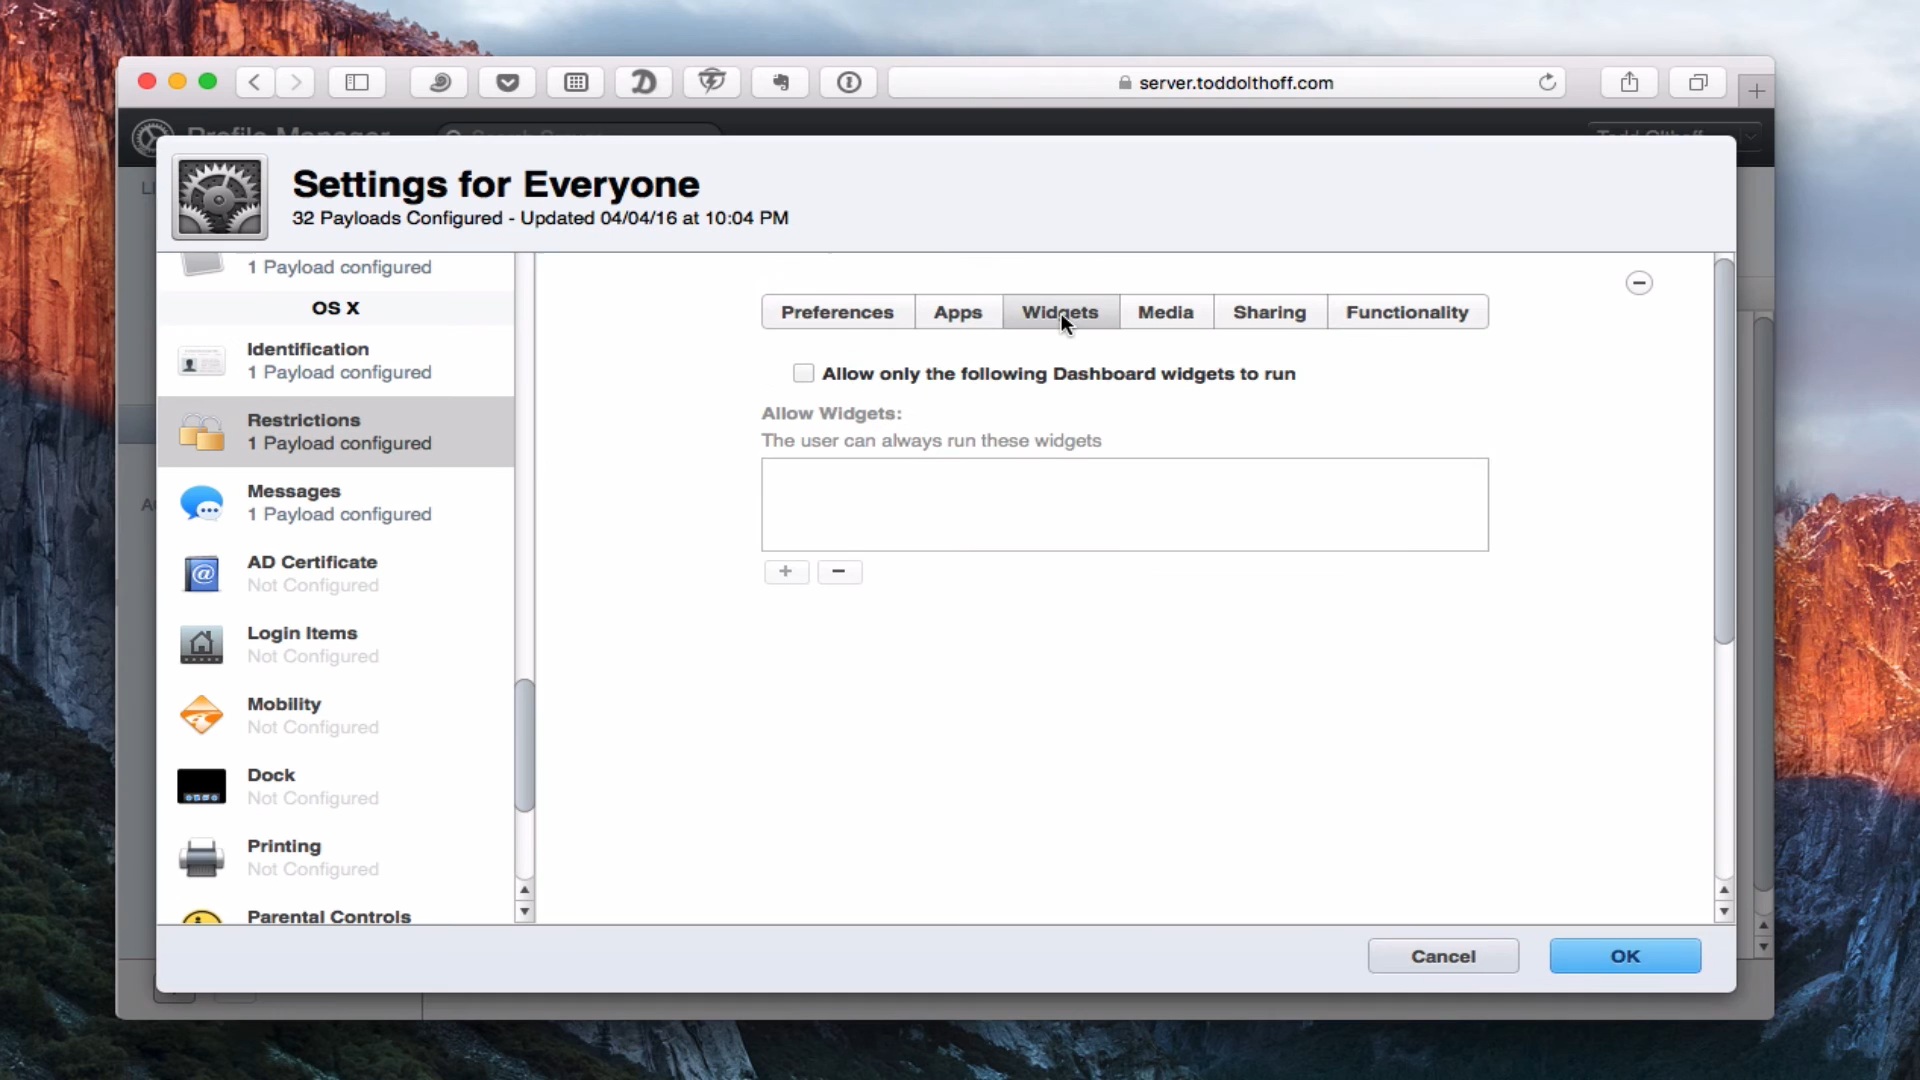 server.toddolthoff.com
Profile Manager
Settings for Everyone
32 Payloads Configured - Updated 04/04/16 at 10:04 PM
1 Payload configured
OS X
Identification
1 Payload configured
Restrictions
1 Payload configured
Messages
1 Payload configured
AD Certificate
Not Configured
Login Items
Not Configured
Mobility
Not Configured
Dock
Not Configured
Printing
Not Configured
Parental Controls
Preferences
Apps
Widgets
Media
Sharing
Functionality
Allow only the following Dashboard widgets to run
Allow Widgets:
The user can always run these widgets
Cancel
OK